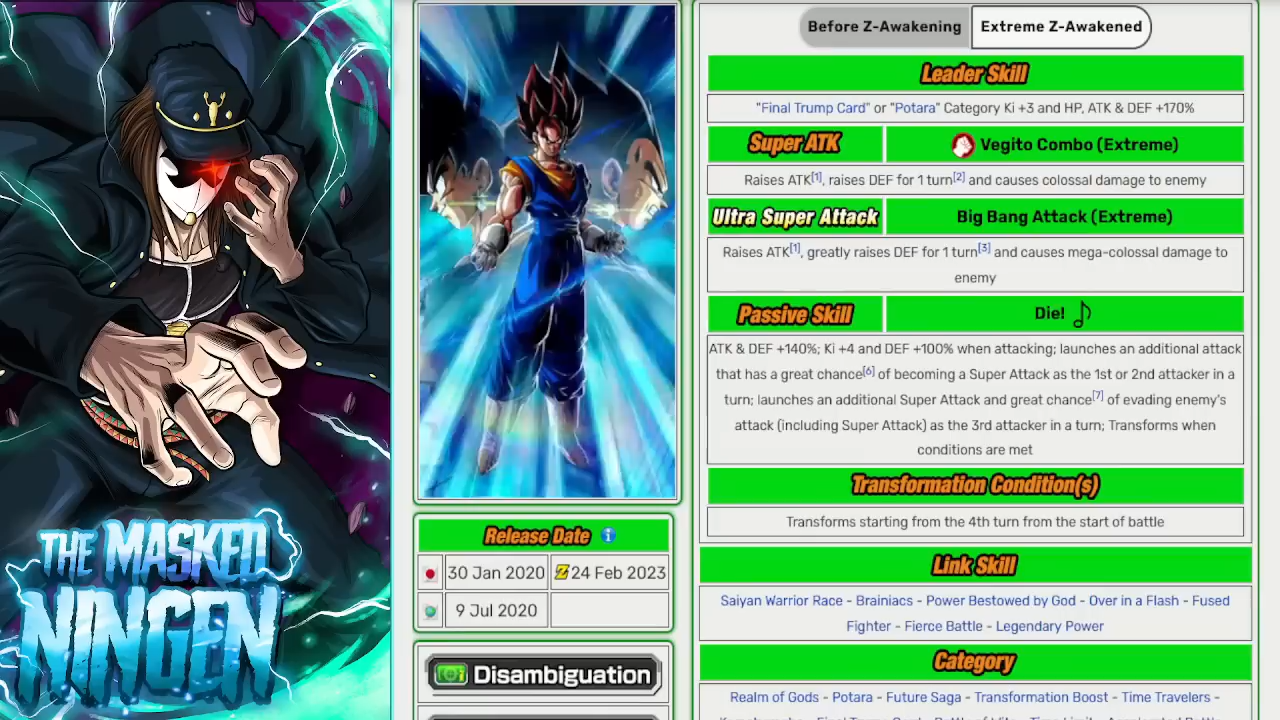 THE MASKED
NINGEN
Release Date
30 Jan 2020
Z 24 Feb 2023
9 Jul 2020
Disambiguation
Before Z-Awakening
Extreme Z-Awakened
Leader Skill
"Final Trump Card" or "Potara" Category Ki +3 and HP, ATK & DEF +170%
Super ATK
Vegito Combo (Extreme)
Raises ATK[1], raises DEF for 1 turn[2] and causes colossal damage to enemy
Ultra Super Attack
Big Bang Attack (Extreme)
Raises ATK[1], greatly raises DEF for 1 turn[3] and causes mega-colossal damage to
enemy
Passive Skill
Die! ♪
ATK & DEF +140%; Ki +4 and DEF +100% when attacking; launches an additional attack
that has a great chance[6] of becoming a Super Attack as the 1st or 2nd attacker in a
turn; launches an additional Super Attack and great chance[7] of evading enemy's
attack (including Super Attack) as the 3rd attacker in a turn; Transforms when
conditions are met
Transformation Condition(s)
Transforms starting from the 4th turn from the start of battle
Link Skill
Saiyan Warrior Race - Brainiacs - Power Bestowed by God - Over in a Flash - Fused
Fighter - Fierce Battle - Legendary Power
Category
Realm of Gods - Potara - Future Saga - Transformation Boost - Time Travelers -